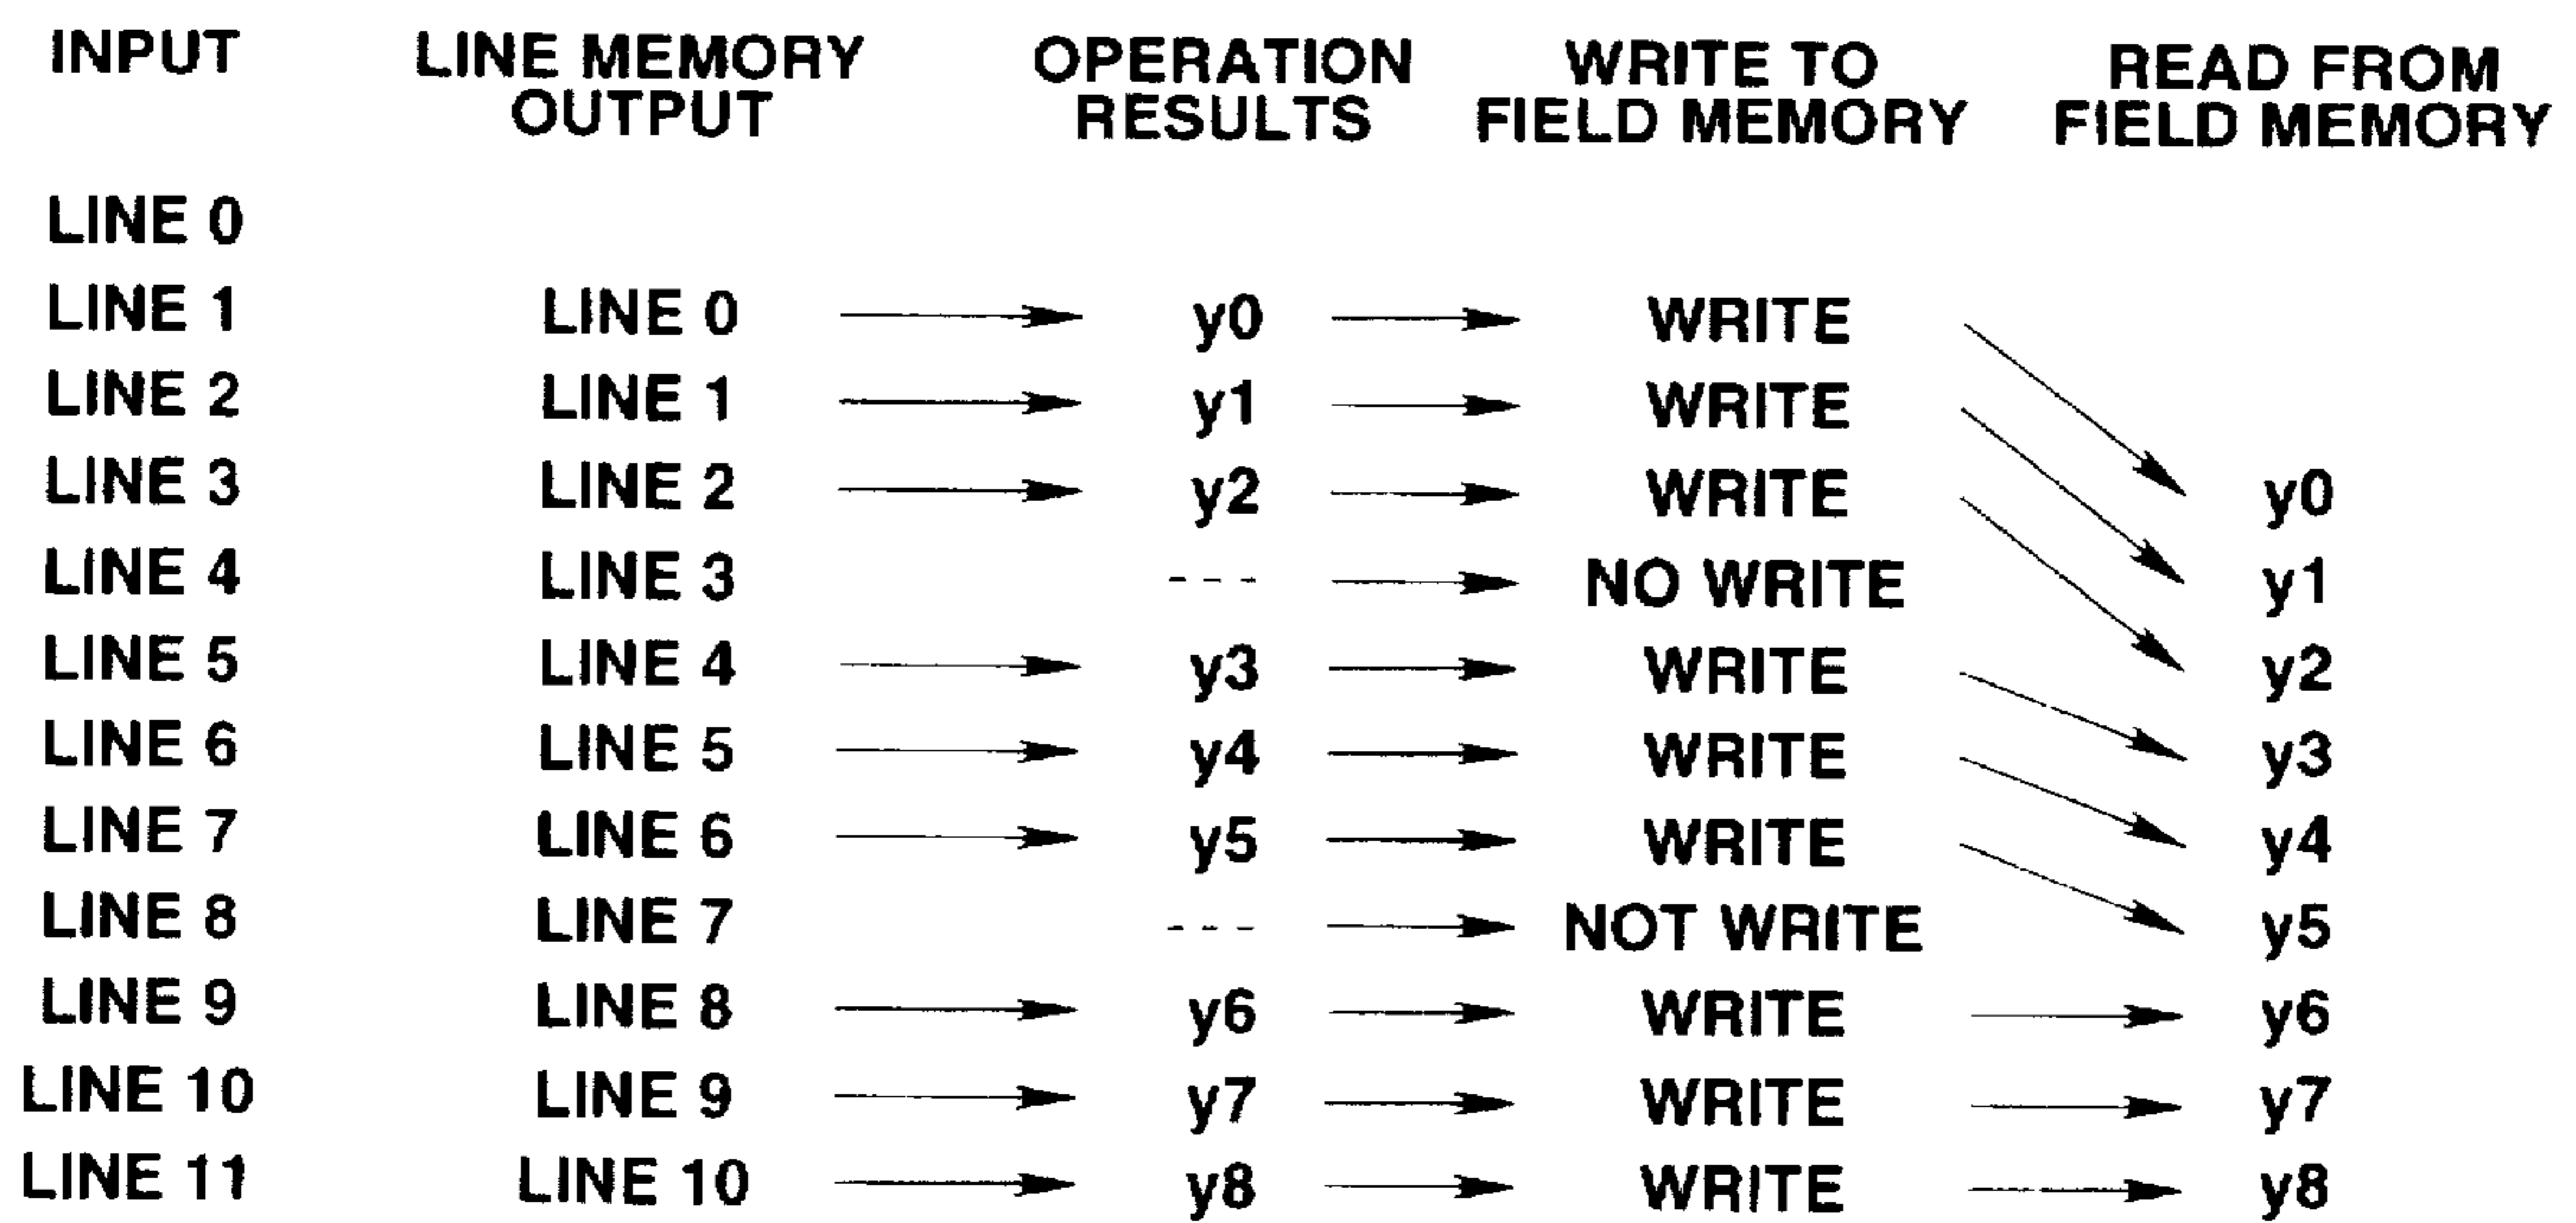 INPUT LINE MEMORY OUTPUT OPERATION RESULTS WRITE TO FIELD MEMORY READ FROM FIELD MEMORY
LINE 0
LINE 1 LINE 0 y0 WRITE
LINE 2 LINE 1 y1 WRITE
LINE 3 LINE 2 y2 WRITE y0
LINE 4 LINE 3 - - - NO WRITE y1
LINE 5 LINE 4 y3 WRITE y2
LINE 6 LINE 5 y4 WRITE y3
LINE 7 LINE 6 y5 WRITE y4
LINE 8 LINE 7 - - - NOT WRITE y5
LINE 9 LINE 8 y6 WRITE y6
LINE 10 LINE 9 y7 WRITE y7
LINE 11 LINE 10 y8 WRITE y8